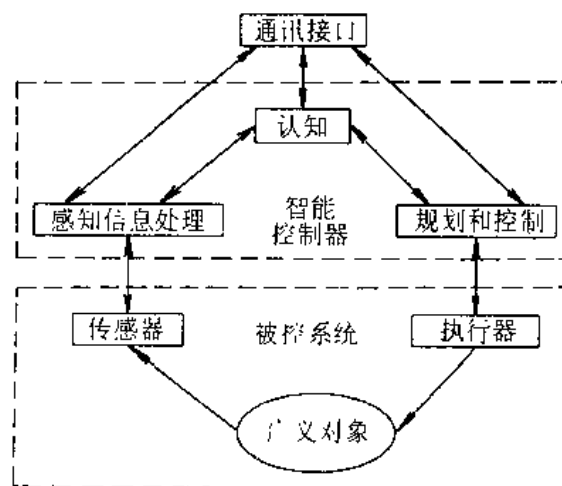 通讯接口
认知
感知信息处理
智能
控制器
规划和控制
传感器
被控系统
执行器
广义对象